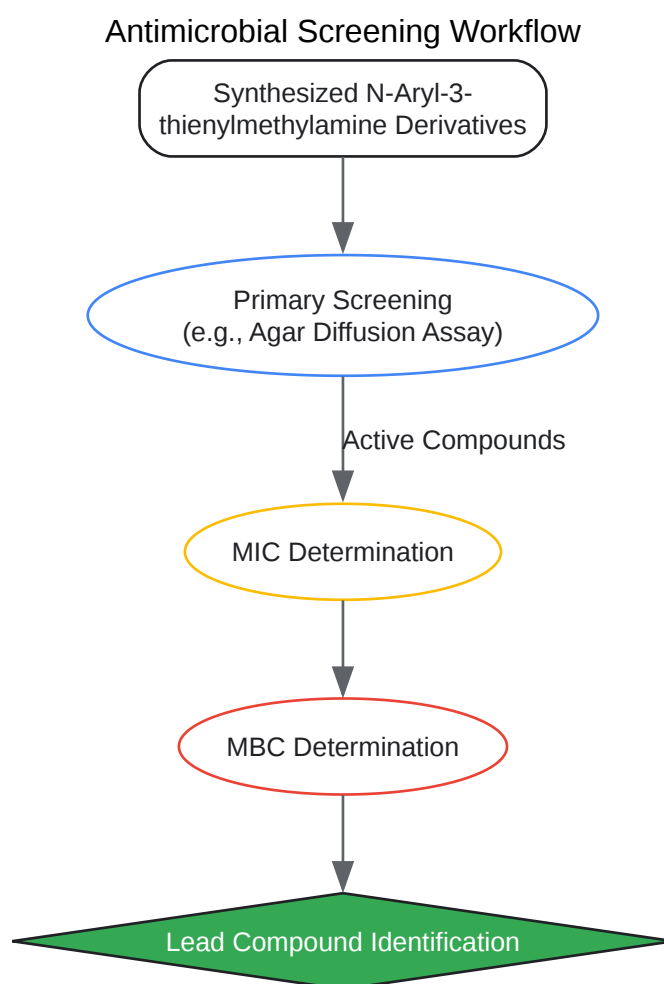 Antimicrobial Screening Workflow
Synthesized N-Aryl-3-
thienylmethylamine Derivatives
Primary Screening
(e.g., Agar Diffusion Assay)
Active Compounds
MIC Determination
MBC Determination
Lead Compound Identification